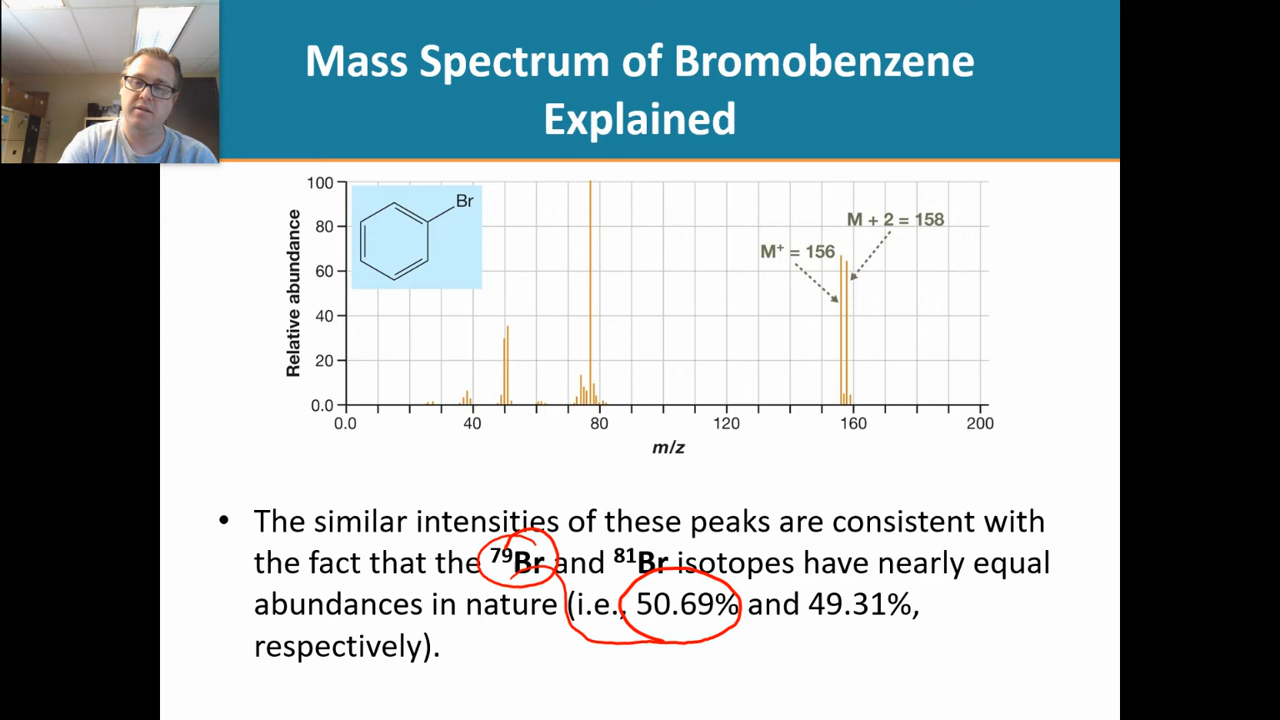 Mass Spectrum of Bromobenzene
Explained
Br
M + 2 = 158
M⁺ = 156
Relative abundance
100
80
60
40
20
0.0
0.0 40 80 120 160 200
m/z
• The similar intensities of these peaks are consistent with
the fact that the ⁷⁹Br and ⁸¹Br isotopes have nearly equal
abundances in nature (i.e., 50.69% and 49.31%,
respectively).